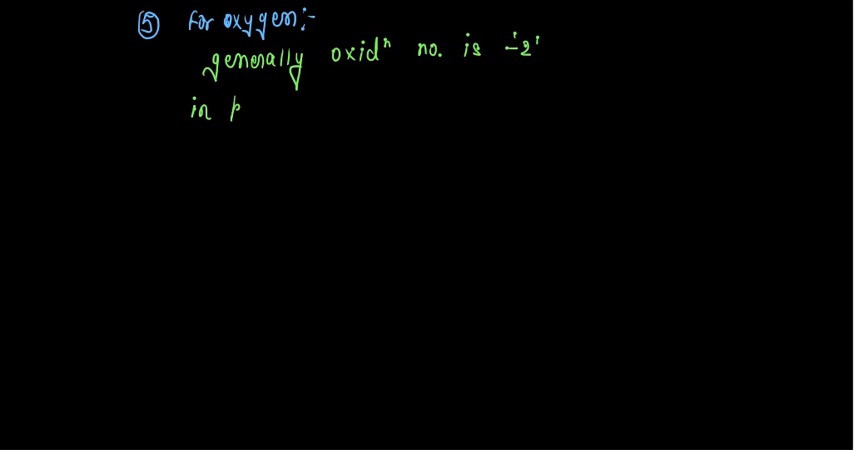 ⑤ For oxygen:-
generally oxidⁿ no. is '-2'
in p